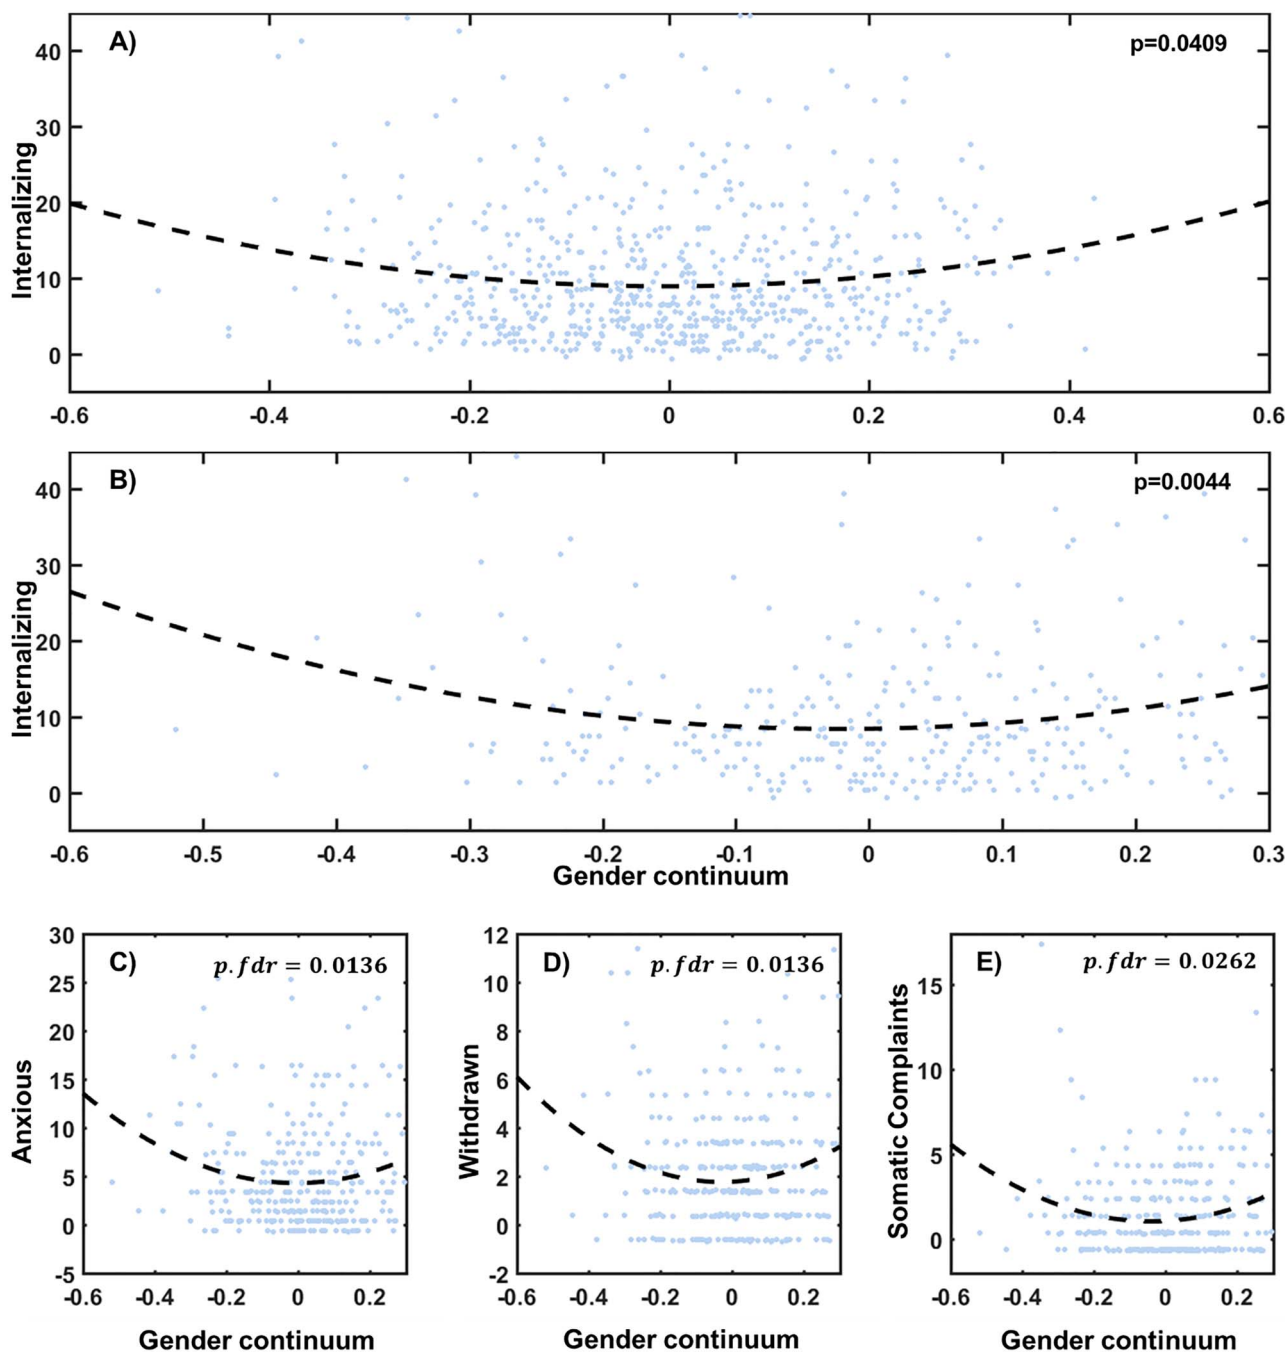 A)
p=0.0409
Internalizing
40
30
20
10
0
-0.6 -0.4 -0.2 0 0.2 0.4 0.6
B)
p=0.0044
Internalizing
40
30
20
10
0
-0.6 -0.5 -0.4 -0.3 -0.2 -0.1 0 0.1 0.2 0.3
Gender continuum
C)
p.fdr = 0.0136
Anxious
30
25
20
15
10
5
0
-5
-0.6 -0.4 -0.2 0 0.2
Gender continuum
D)
p.fdr = 0.0136
Withdrawn
12
10
8
6
4
2
0
-2
-0.6 -0.4 -0.2 0 0.2
Gender continuum
E)
p.fdr = 0.0262
Somatic Complaints
15
10
5
0
-0.6 -0.4 -0.2 0 0.2
Gender continuum